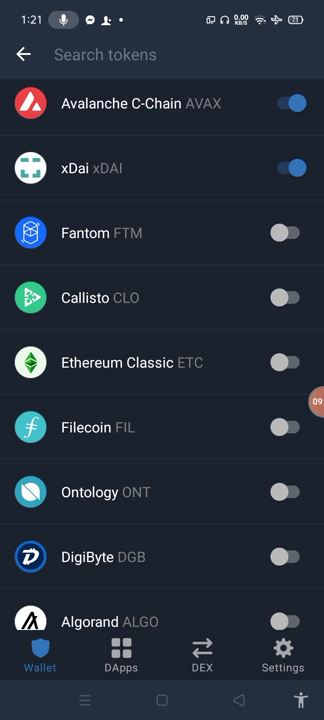 1:21
0.00
KB/S
71
Search tokens
Avalanche C-Chain AVAX
xDai xDAI
Fantom FTM
Callisto CLO
Ethereum Classic ETC
Filecoin FIL
09
Ontology ONT
DigiByte DGB
Algorand ALGO
Wallet DApps DEX Settings